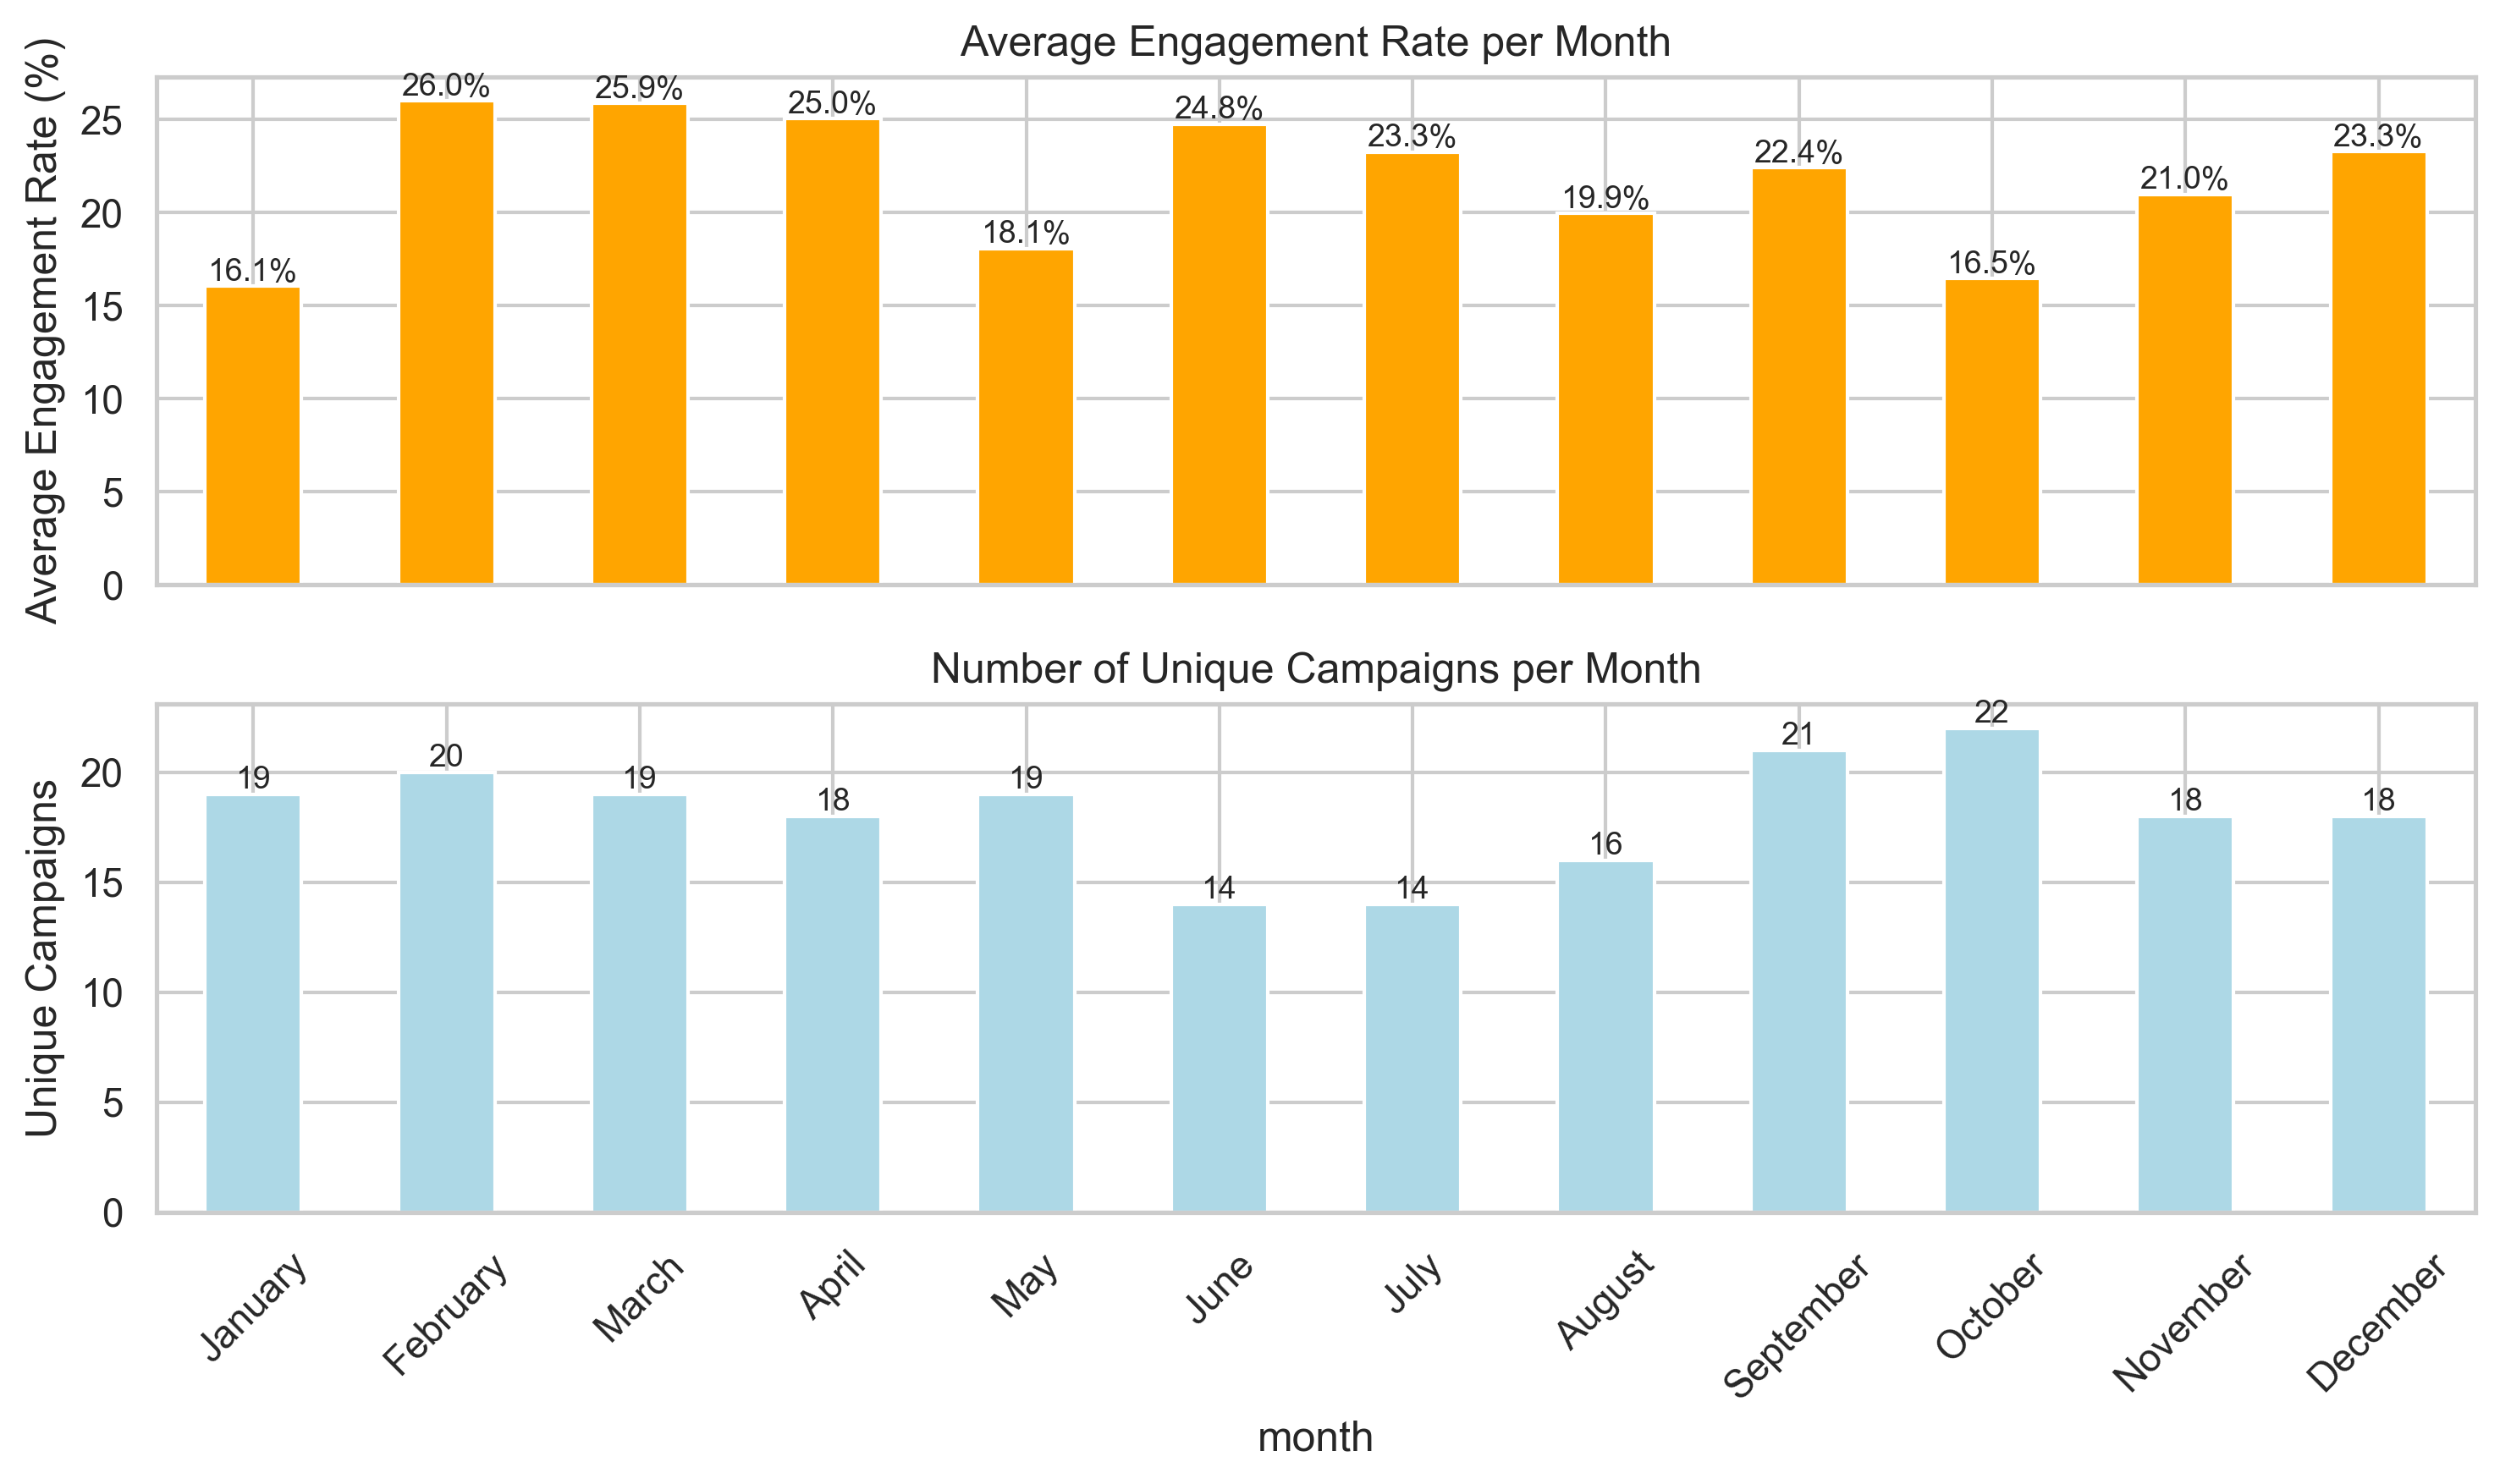 Average Engagement Rate per Month
Average Engagement Rate (%)
25
20
15
10
5
0
16.1%
26.0%
25.9%
25.0%
18.1%
24.8%
23.3%
19.9%
22.4%
16.5%
21.0%
23.3%
Number of Unique Campaigns per Month
Unique Campaigns
20
15
10
5
0
19
20
19
18
19
14
14
16
21
22
18
18
January
February
March
April
May
June
July
August
September
October
November
December
month